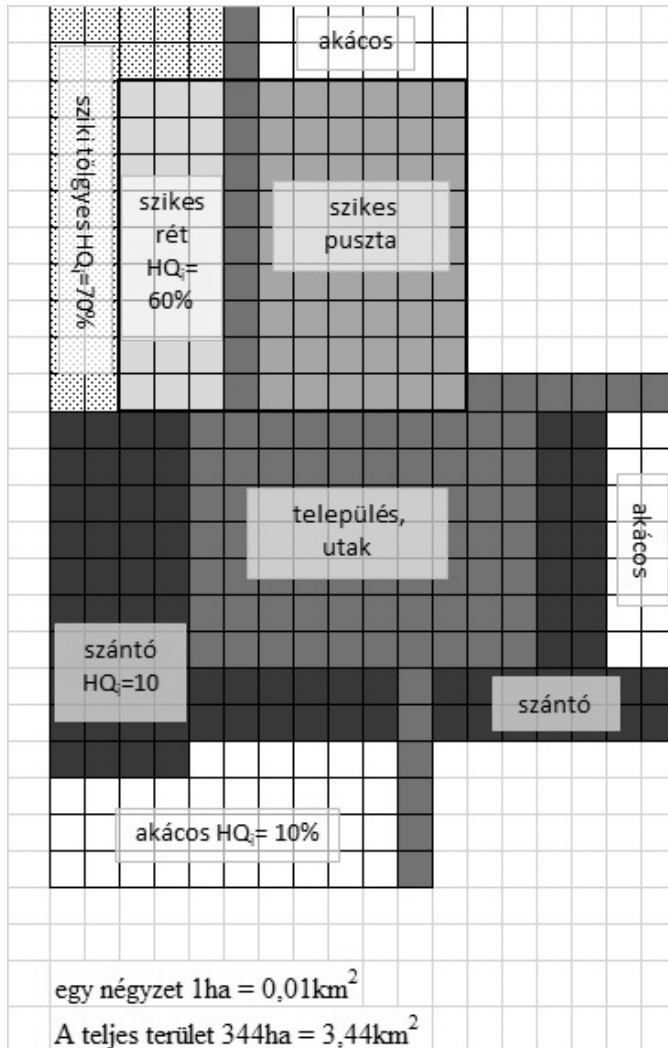 akácos
sziki tölgyes HQᵢ=70%
szikes
rét
HQᵢ=
60%
szikes
puszta
település,
utak
akácos
szántó
HQᵢ=10
szántó
akácos HQᵢ= 10%
egy négyzet 1ha = 0,01km²
A teljes terület 344ha = 3,44km²